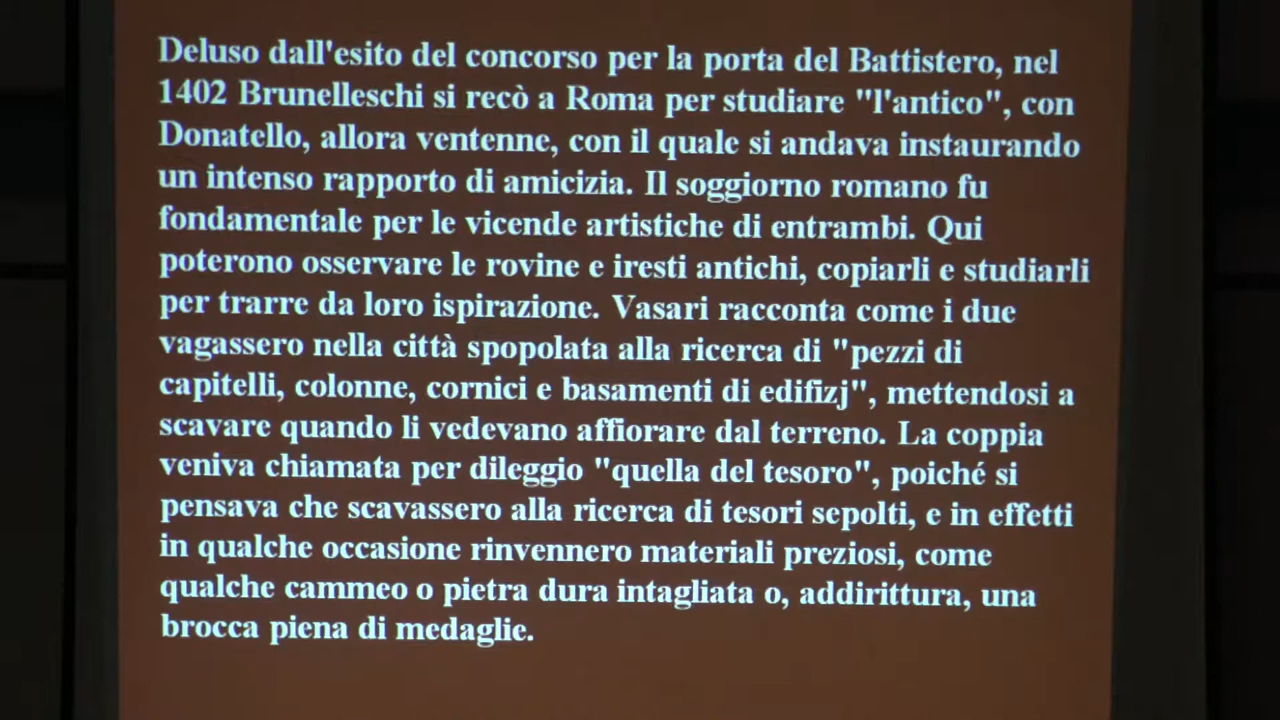 Deluso dall'esito del concorso per la porta del Battistero, nel
1402 Brunelleschi si recò a Roma per studiare "l'antico", con
Donatello, allora ventenne, con il quale si andava instaurando
un intenso rapporto di amicizia. Il soggiorno romano fu
fondamentale per le vicende artistiche di entrambi. Qui
poterono osservare le rovine e iresti antichi, copiarli e studiarli
per trarre da loro ispirazione. Vasari racconta come i due
vagassero nella città spopolata alla ricerca di "pezzi di
capitelli, colonne, cornici e basamenti di edifizj", mettendosi a
scavare quando li vedevano affiorare dal terreno. La coppia
veniva chiamata per dileggio "quella del tesoro", poiché si
pensava che scavassero alla ricerca di tesori sepolti, e in effetti
in qualche occasione rinvennero materiali preziosi, come
qualche cammeo o pietra dura intagliata o, addirittura, una
brocca piena di medaglie.